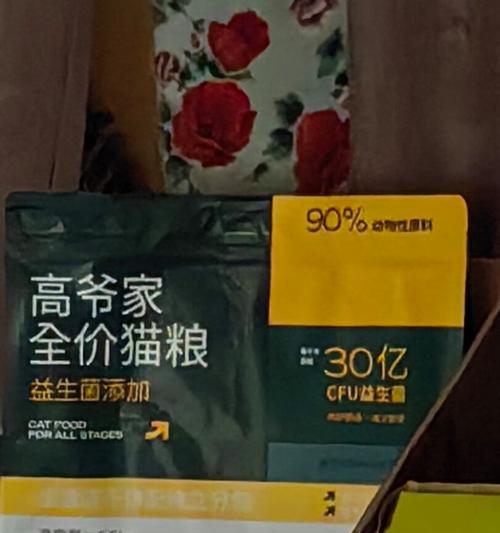 90% 动物性原料
高爷家
全价猫粮
益生菌添加
CAT FOOD
FOR ALL STAGES
30亿
CFU益生菌